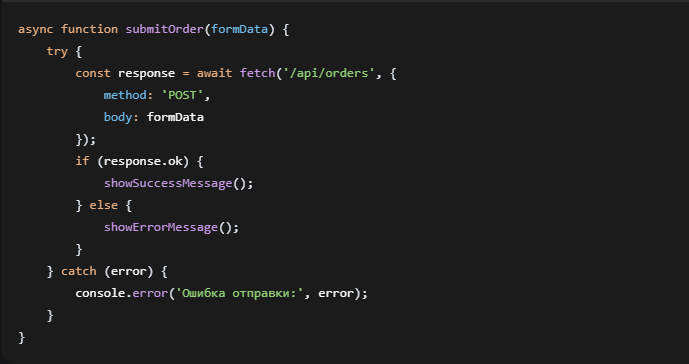 async function submitOrder(formData) {
    try {
        const response = await fetch('/api/orders', {
            method: 'POST',
            body: formData
        });
        if (response.ok) {
            showSuccessMessage();
        } else {
            showErrorMessage();
        }
    } catch (error) {
        console.error('Ошибка отправки:', error);
    }
}